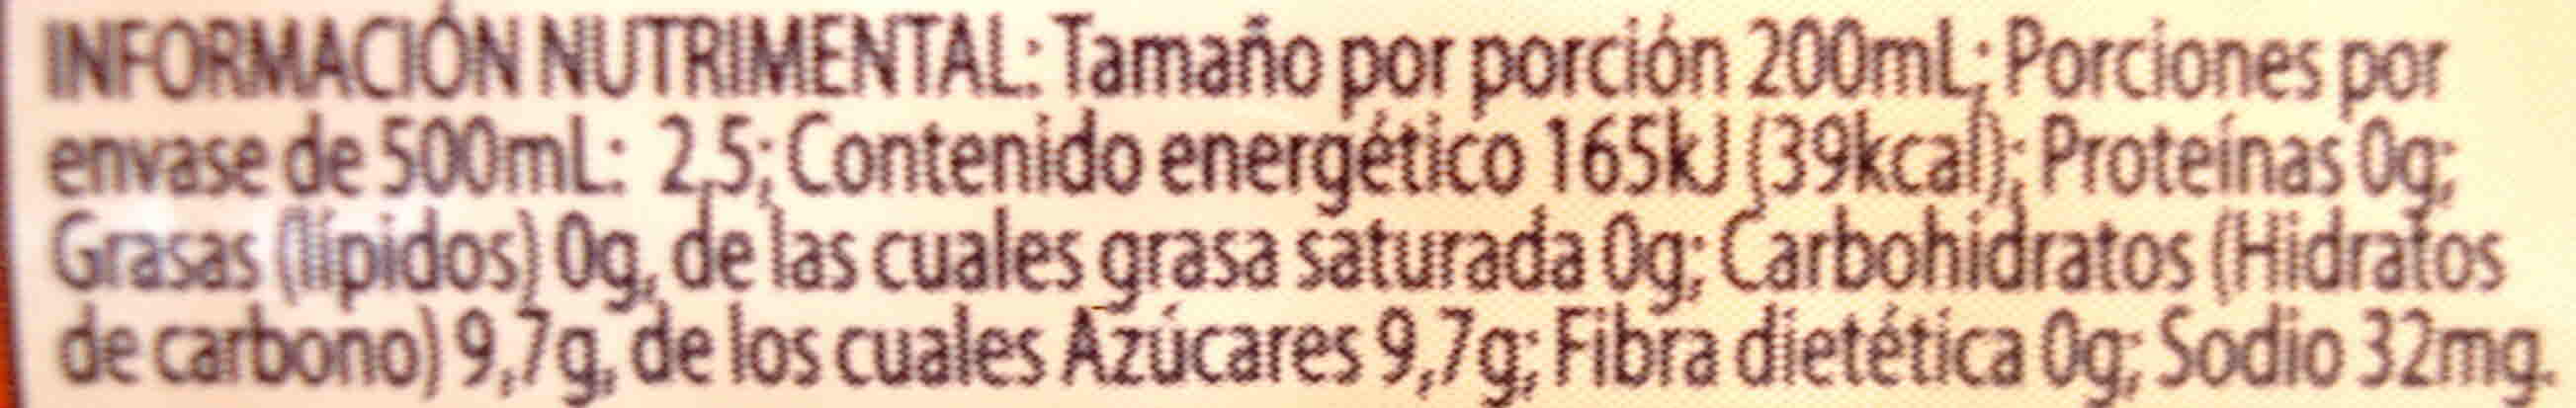 INFORMACIÓN NUTRIMENTAL: Tamaño por porción 200mL; Porciones por
envase de 500mL: 2,5; Contenido energético 165kJ (39kcal); Proteínas 0g;
Grasas (lípidos) 0g, de las cuales grasa saturada 0g; Carbohidratos (Hidratos
de carbono) 9,7g, de los cuales Azúcares 9,7g; Fibra dietética 0g; Sodio 32mg.